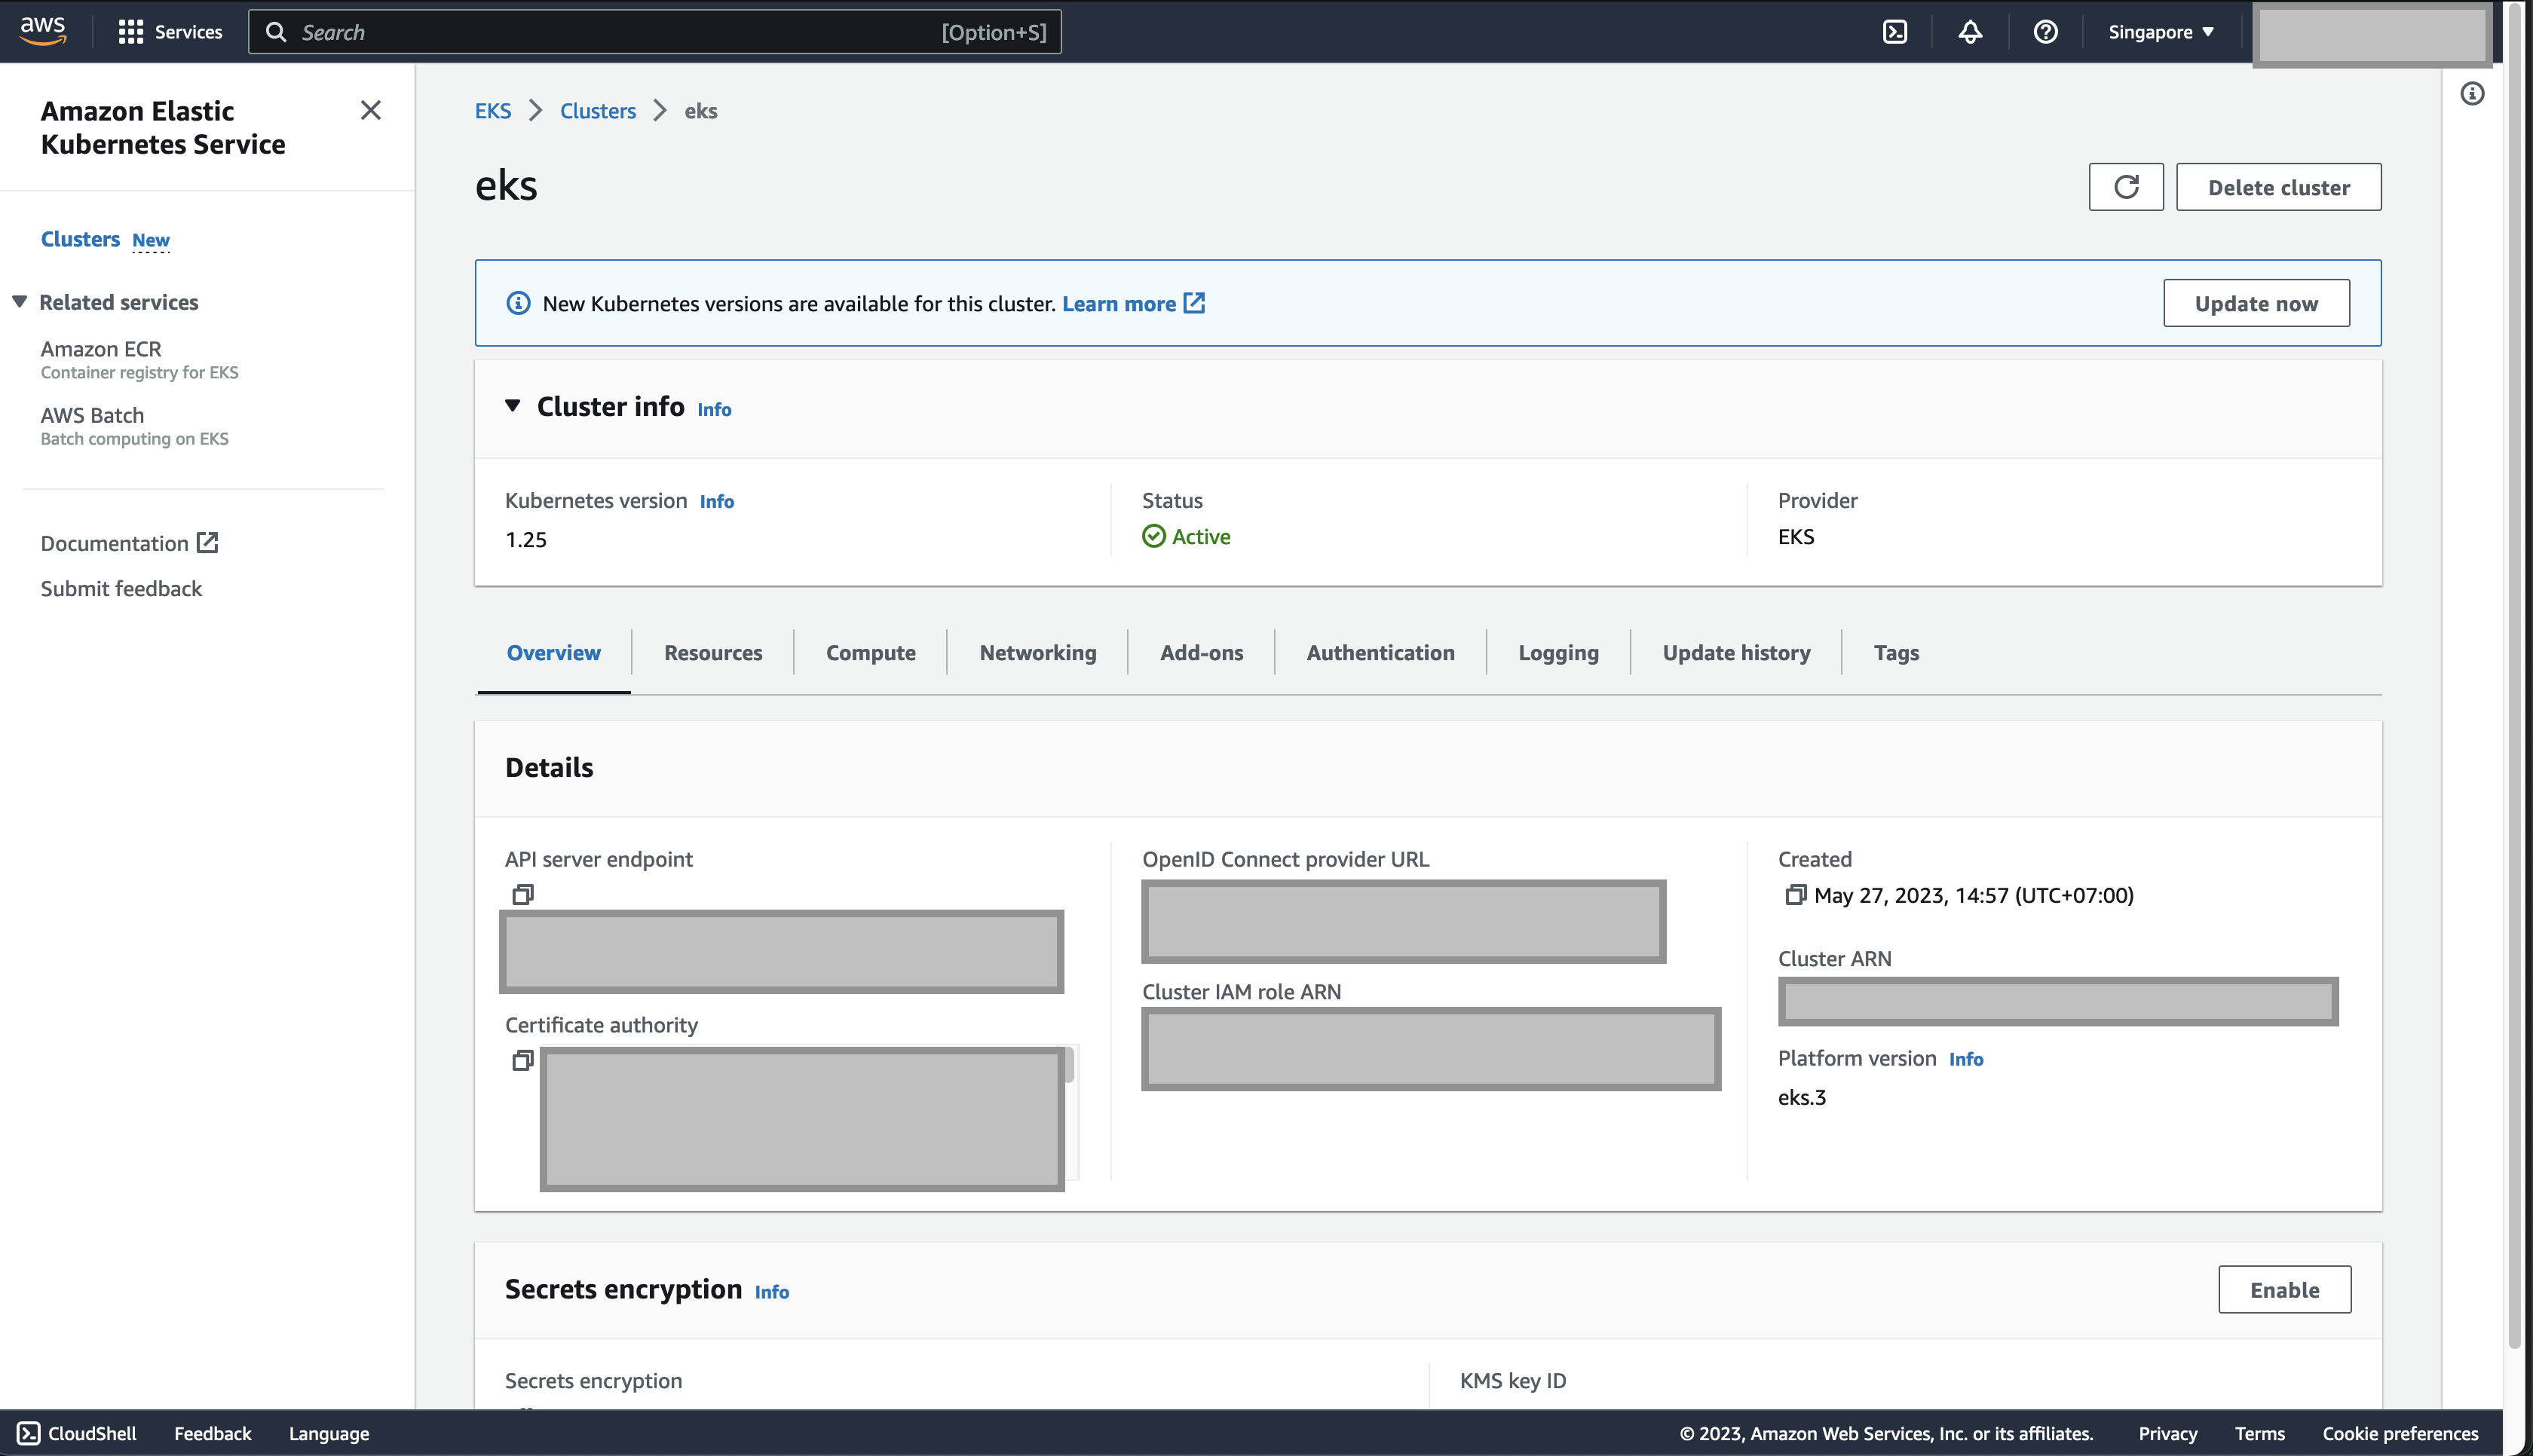 aws
Services
Search
[Option+S]
Singapore
Amazon Elastic
Kubernetes Service
Clusters New
Related services
Amazon ECR
Container registry for EKS
AWS Batch
Batch computing on EKS
Documentation
Submit feedback
EKS
Clusters
eks
eks
Delete cluster
New Kubernetes versions are available for this cluster. Learn more
Update now
Cluster info Info
Kubernetes version Info
1.25
Status
Active
Provider
EKS
Overview
Resources
Compute
Networking
Add-ons
Authentication
Logging
Update history
Tags
Details
API server endpoint
Certificate authority
OpenID Connect provider URL
Cluster IAM role ARN
Created
May 27, 2023, 14:57 (UTC+07:00)
Cluster ARN
Platform version Info
eks.3
Secrets encryption Info
Enable
Secrets encryption
KMS key ID
CloudShell
Feedback
Language
© 2023, Amazon Web Services, Inc. or its affiliates.
Privacy
Terms
Cookie preferences